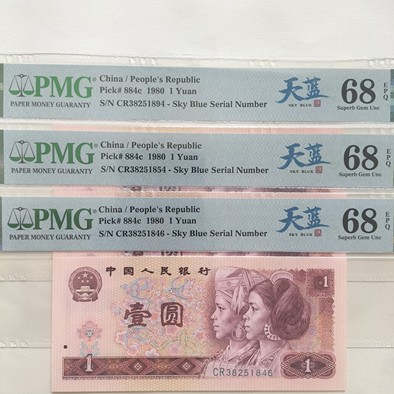 PMG
PAPER MONEY GUARANTY
China / People's Republic
Pick# 884c 1980 1 Yuan
S/N CR38251894 - Sky Blue Serial Number
天蓝
SKY BLUE
68 EPQ
Superb Gem Unc
PMG
PAPER MONEY GUARANTY
China / People's Republic
Pick# 884c 1980 1 Yuan
S/N CR38251854 - Sky Blue Serial Number
天蓝
SKY BLUE
68 EPQ
Superb Gem Unc
PMG
PAPER MONEY GUARANTY
China / People's Republic
Pick# 884c 1980 1 Yuan
S/N CR38251846 - Sky Blue Serial Number
天蓝
SKY BLUE
68 EPQ
Superb Gem Unc
中国人民银行
1
壹圆
1
CR38251846
1